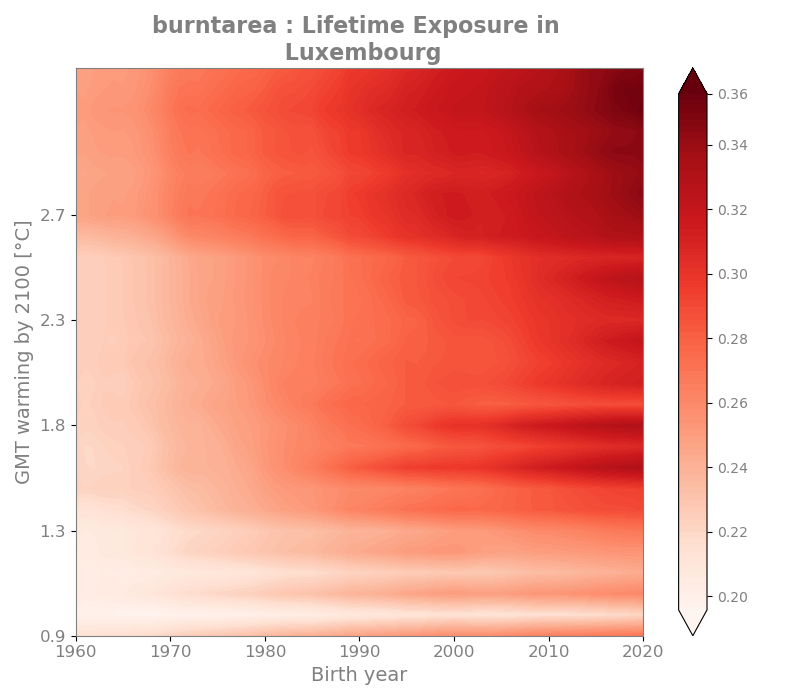 burntarea : Lifetime Exposure in
Luxembourg
GMT warming by 2100 [°C]
2.7
2.3
1.8
1.3
0.9
1960 1970 1980 1990 2000 2010 2020
Birth year
0.36
0.34
0.32
0.30
0.28
0.26
0.24
0.22
0.20